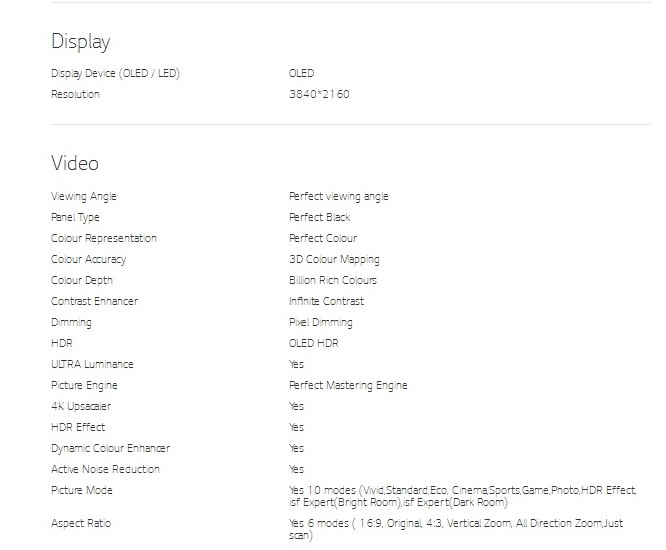 Display
Display Device (OLED / LED) OLED
Resolution 3840*2160
Video
Viewing Angle Perfect viewing angle
Panel Type Perfect Black
Colour Representation Perfect Colour
Colour Accuracy 3D Colour Mapping
Colour Depth Billion Rich Colours
Contrast Enhancer Infinite Contrast
Dimming Pixel Dimming
HDR OLED HDR
ULTRA Luminance Yes
Picture Engine Perfect Mastering Engine
4K Upsacaler Yes
HDR Effect Yes
Dynamic Colour Enhancer Yes
Active Noise Reduction Yes
Picture Mode Yes 10 modes (Vivid,Standard,Eco, Cinema,Sports,Game,Photo,HDR Effect,
isf Expert(Bright Room),isf Expert(Dark Room)
Aspect Ratio Yes 6 modes ( 16:9, Original, 4:3, Vertical Zoom, All Direction Zoom,Just
scan)